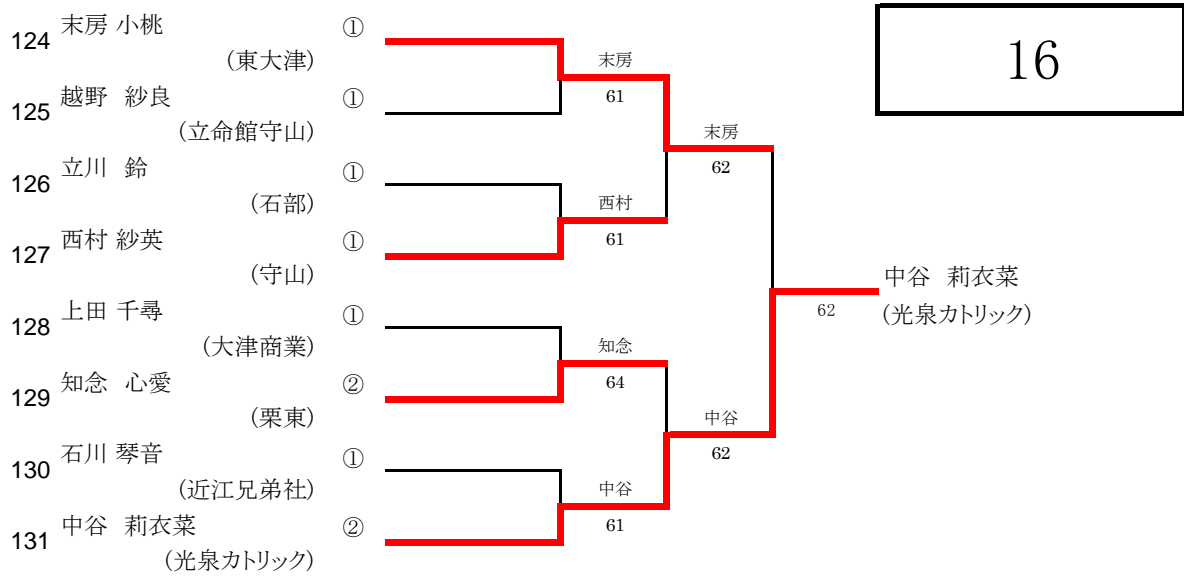 16
124 末房 小桃 ①
(東大津)
125 越野 紗良 ①
(立命館守山)
126 立川 鈴 ①
(石部)
127 西村 紗英 ①
(守山)
128 上田 千尋 ①
(大津商業)
129 知念 心愛 ②
(栗東)
130 石川 琴音 ①
(近江兄弟社)
131 中谷 莉衣菜 ②
(光泉カトリック)
末房
61
西村
61
知念
64
中谷
61
末房
62
中谷
62
62
中谷 莉衣菜
(光泉カトリック)